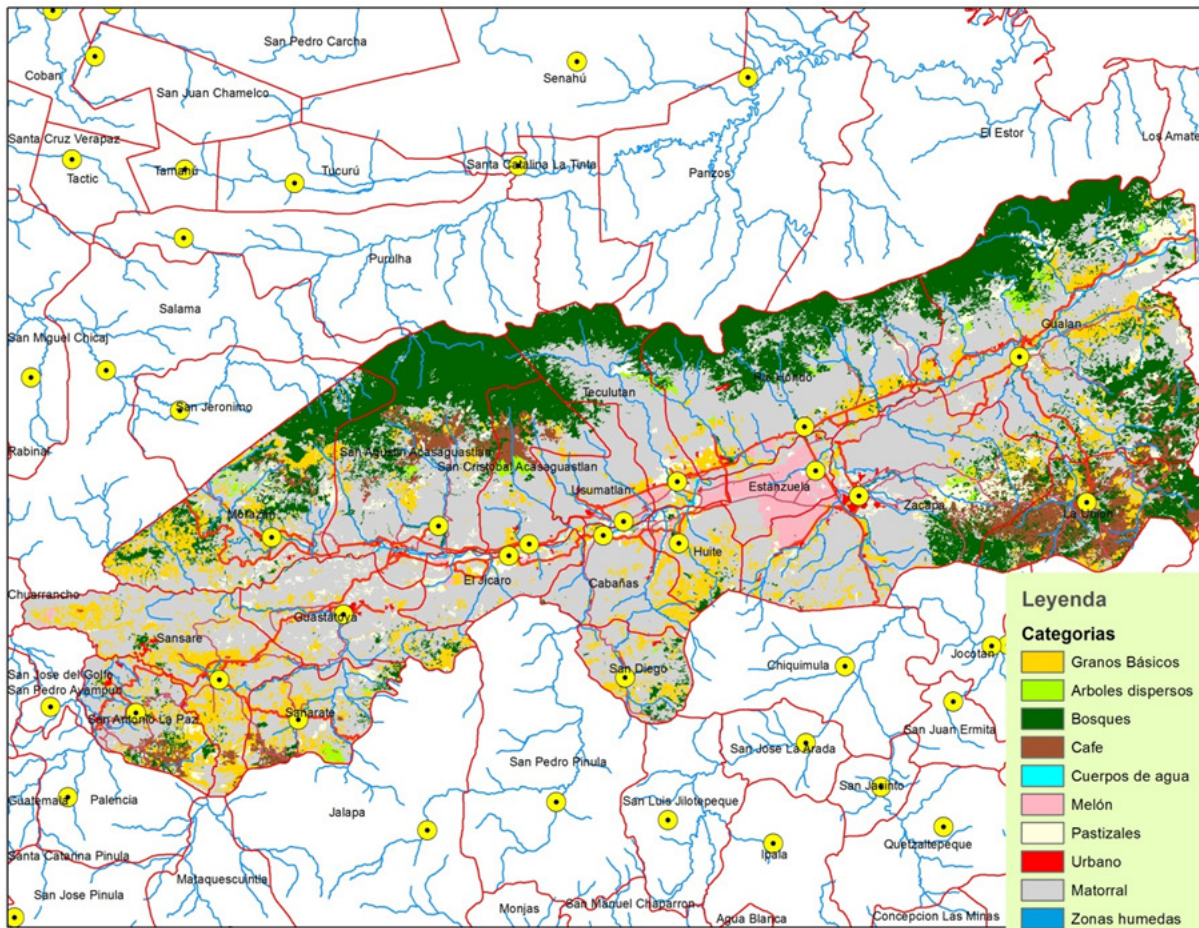 San Pedro Carcha
Coban
Senahú
San Juan Chamelco
El Estor
Los Amate
Santa Cruz Verapaz
Tactic
Tamahú
Tucurú
Santa Catalina La Tinta
Panzos
Purulha
Salama
San Miguel Chicaj
San Jeronimo
Rabinal
Gualan
Rio Hondo
Teculutan
San Agustin Acasaguastlan
San Cristobal Acasaguastlan
Usumatlan
Estanzuela
Zacapa
La Union
Morazan
Huite
El Jicaro
Cabañas
Chuarrancho
Guastatoya
Sansare
San Jose del Golfe
San Pedro Ayampuc
San Antonio La Paz
Sanarate
San Diego
Chiquimula
Jocotan
San Juan Ermita
San Jose La Arada
San Pedro Pinula
San Jacinto
Guatemala
Palencia
Jalapa
San Luis Jilotepeque
Quetzaltepeque
Ipala
Santa Catarina Pinula
Mataquescuintla
San Jose Pinula
Monjas
San Manuel Chaparron
Agua Blanca
Concepcion Las Minas
Leyenda
Categorias
Granos Básicos
Arboles dispersos
Bosques
Cafe
Cuerpos de agua
Melón
Pastizales
Urbano
Matorral
Zonas humedas